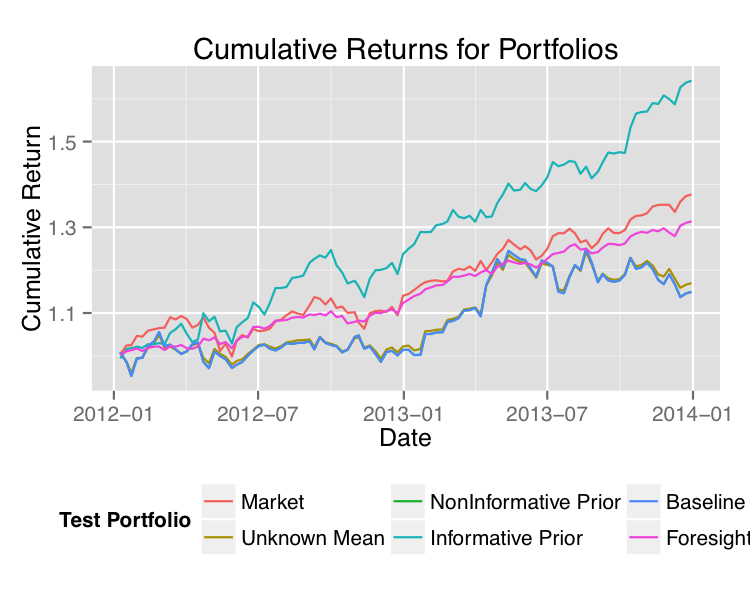 Cumulative Returns for Portfolios
Cumulative Return
1.5
1.3
1.1
2012−01 2012−07 2013−01 2013−07 2014−01
Date
Test Portfolio
Market NonInformative Prior Baseline
Unknown Mean Informative Prior Foresight